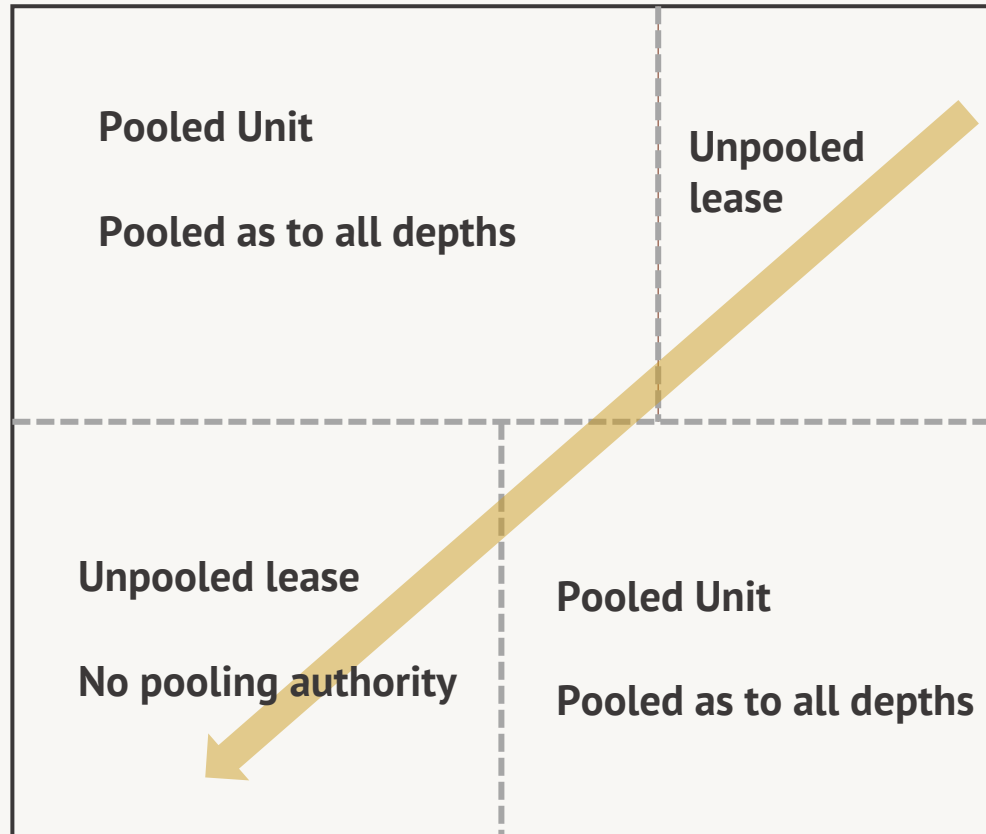 Pooled Unit
Pooled as to all depths
Unpooled
lease
Unpooled lease
No pooling authority
Pooled Unit
Pooled as to all depths